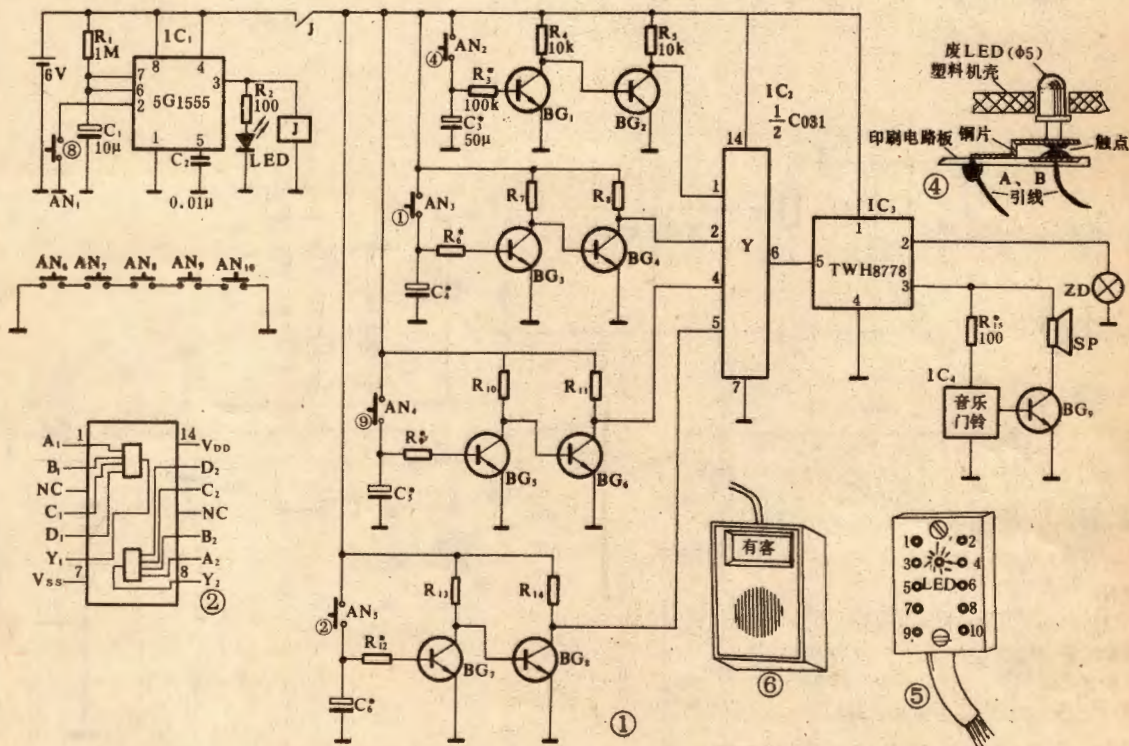 6V
R₁
1M
IC₁
8
4
7
6
2
3
5G1555
1
5
R₂
100
LED
J
C₁
10μ
⑧
AN₁
C₂
0.01μ
J
AN₂
④
R₃*
100k
C₃*
50μ
R₄
10k
BG₁
R₅
10k
BG₂
AN₃
①
R₆*
C₄*
R₇
BG₃
R₈
BG₄
AN₄
⑨
R₉*
C₅*
R₁₀
BG₅
R₁₁
BG₆
AN₅
②
R₁₂*
C₆*
R₁₃
BG₇
R₁₄
BG₈
①
IC₂
½ C031
14
1
2
Y
4
5
6
7
IC₃
1
2
5
TWH8778
3
4
ZD
R₁₅*
100
SP
IC₄
音乐
门铃
BG₉
AN₆ AN₇ AN₈ AN₉ AN₁₀
1 14
A₁ VDD
B₁ D₂
NC C₂
C₁ NC
D₁ B₂
Y₁ A₂
VSS Y₂
7 8
②
废LED(φ5)
塑料机壳
印刷电路板
铜片
触点
A、B
引线
④
1 2
3 4
5 LED 6
7 8
9 10
⑤
有客
⑥